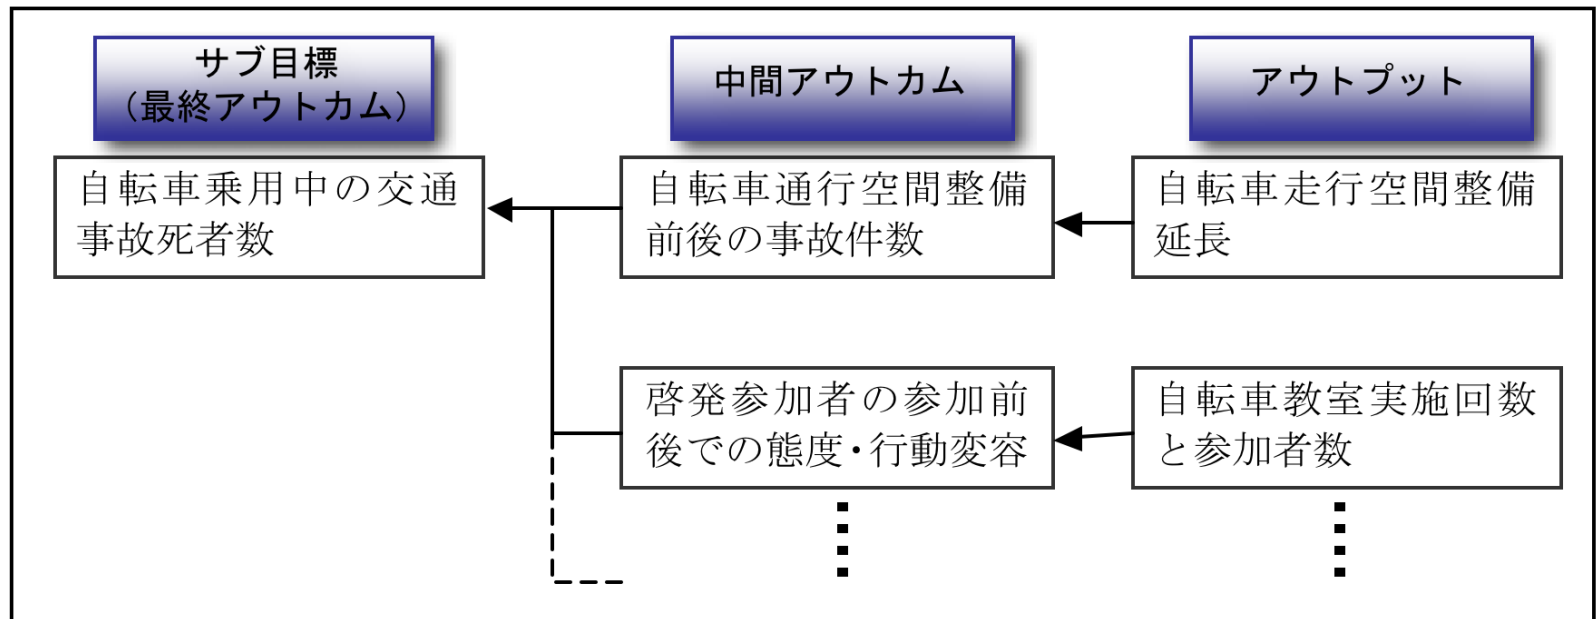 サブ目標
（最終アウトカム）
中間アウトカム
アウトプット
自転車乗用中の交通
事故死者数
自転車通行空間整備
前後の事故件数
自転車走行空間整備
延長
啓発参加者の参加前
後での態度・行動変容
自転車教室実施回数
と参加者数